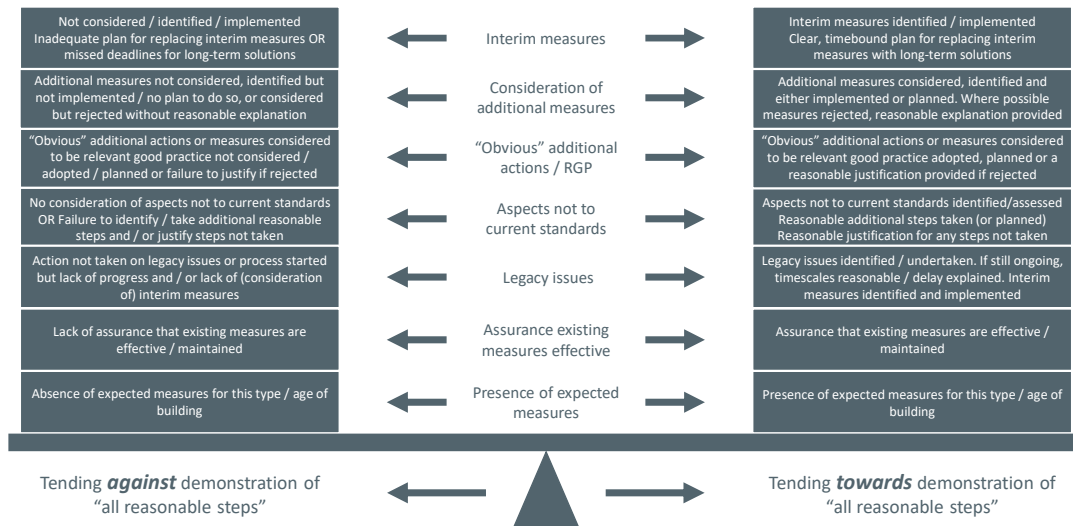 Not considered / identified / implemented
Inadequate plan for replacing interim measures OR
missed deadlines for long-term solutions
Interim measures
Interim measures identified / implemented
Clear, timebound plan for replacing interim
measures with long-term solutions
Additional measures not considered, identified but
not implemented / no plan to do so, or considered
but rejected without reasonable explanation
Consideration of
additional measures
Additional measures considered, identified and
either implemented or planned. Where possible
measures rejected, reasonable explanation provided
“Obvious” additional actions or measures considered
to be relevant good practice not considered /
adopted / planned or failure to justify if rejected
“Obvious” additional
actions / RGP
“Obvious” additional actions or measures considered
to be relevant good practice adopted, planned or a
reasonable justification provided if rejected
No consideration of aspects not to current standards
OR Failure to identify / take additional reasonable
steps and / or justify steps not taken
Aspects not to
current standards
Aspects not to current standards identified/assessed
Reasonable additional steps taken (or planned)
Reasonable justification for any steps not taken
Action not taken on legacy issues or process started
but lack of progress and / or lack of (consideration
of) interim measures
Legacy issues
Legacy issues identified / undertaken. If still ongoing,
timescales reasonable / delay explained. Interim
measures identified and implemented
Lack of assurance that existing measures are
effective / maintained
Assurance existing
measures effective
Assurance that existing measures are effective /
maintained
Absence of expected measures for this type / age of
building
Presence of expected
measures
Presence of expected measures for this type / age of
building
Tending against demonstration of
“all reasonable steps”
Tending towards demonstration of
“all reasonable steps”